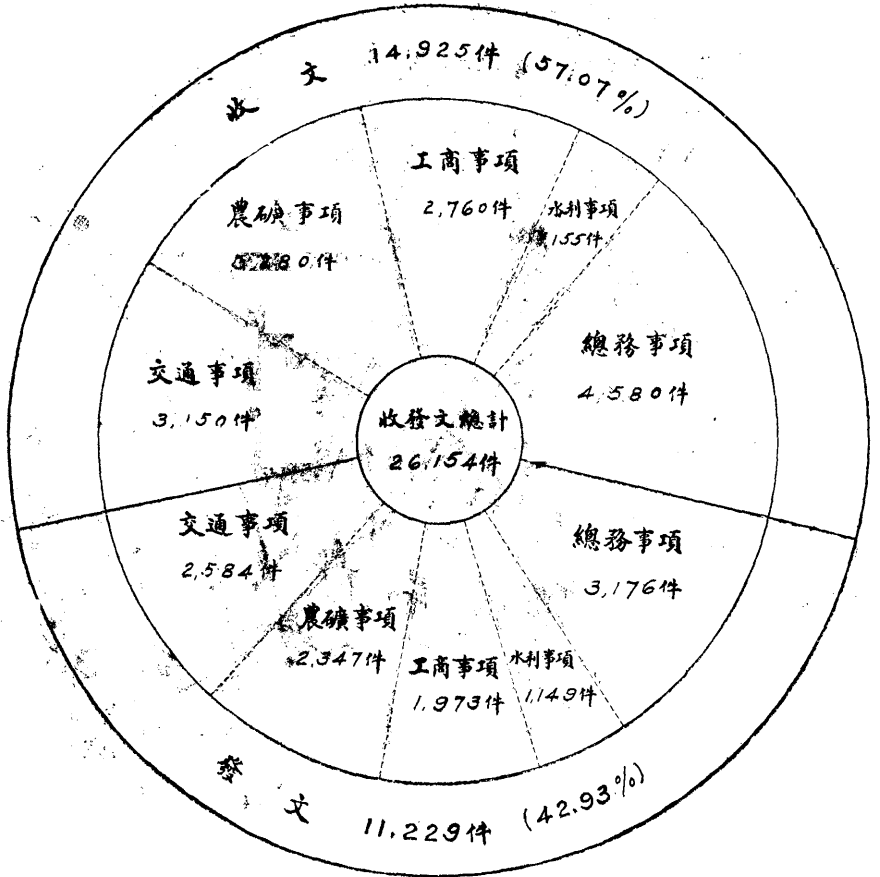 收文 14,925件 (57.07%)
工商事項
2,760件
水利事項
農礦事項
交通事項
3,150件
總務事項
4,580件
收發文總計
26,154件
交通事項
2,584件
總務事項
3,176件
農礦事項
2,347件
工商事項
1,973件
水利事項
1,149件
發文 11,229件 (42.93%)